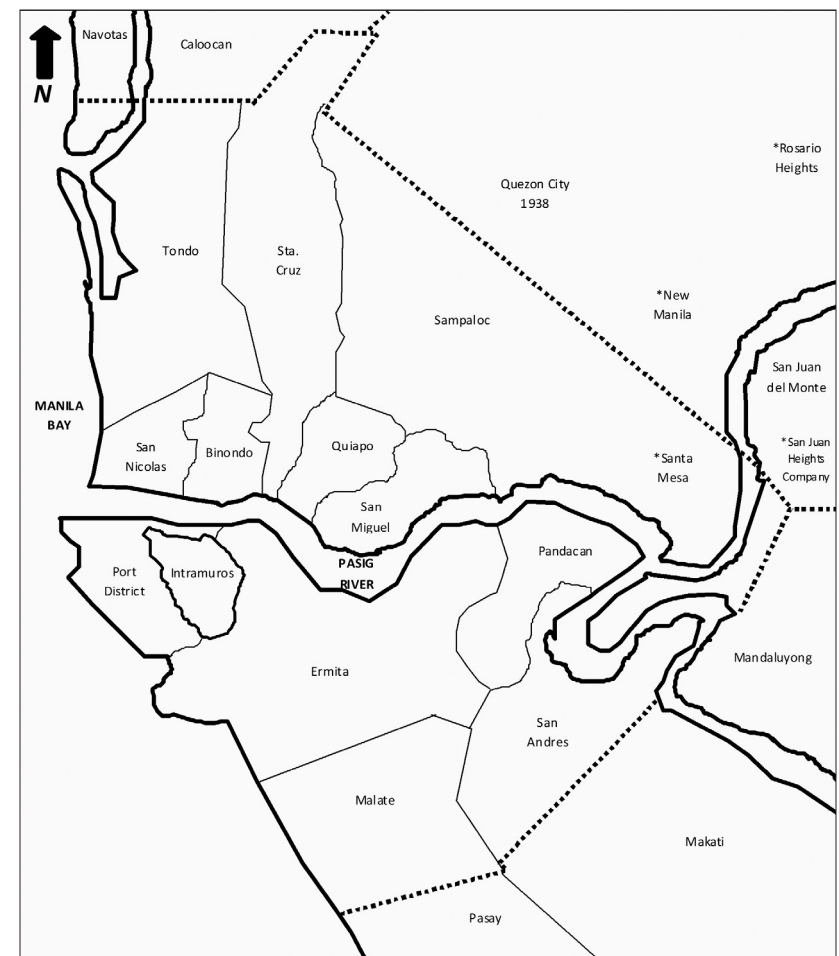 Navotas
Caloocan
N
*Rosario
Heights
Quezon City
1938
Tondo
Sta.
Cruz
*New
Manila
Sampaloc
San Juan
del Monte
MANILA
BAY
San
Nicolas
Binondo
Quiapo
*Santa
Mesa
*San Juan
Heights
Company
San
Miguel
PASIG
RIVER
Pandacan
Port
District
Intramuros
Ermita
Mandaluyong
San
Andres
Malate
Makati
Pasay